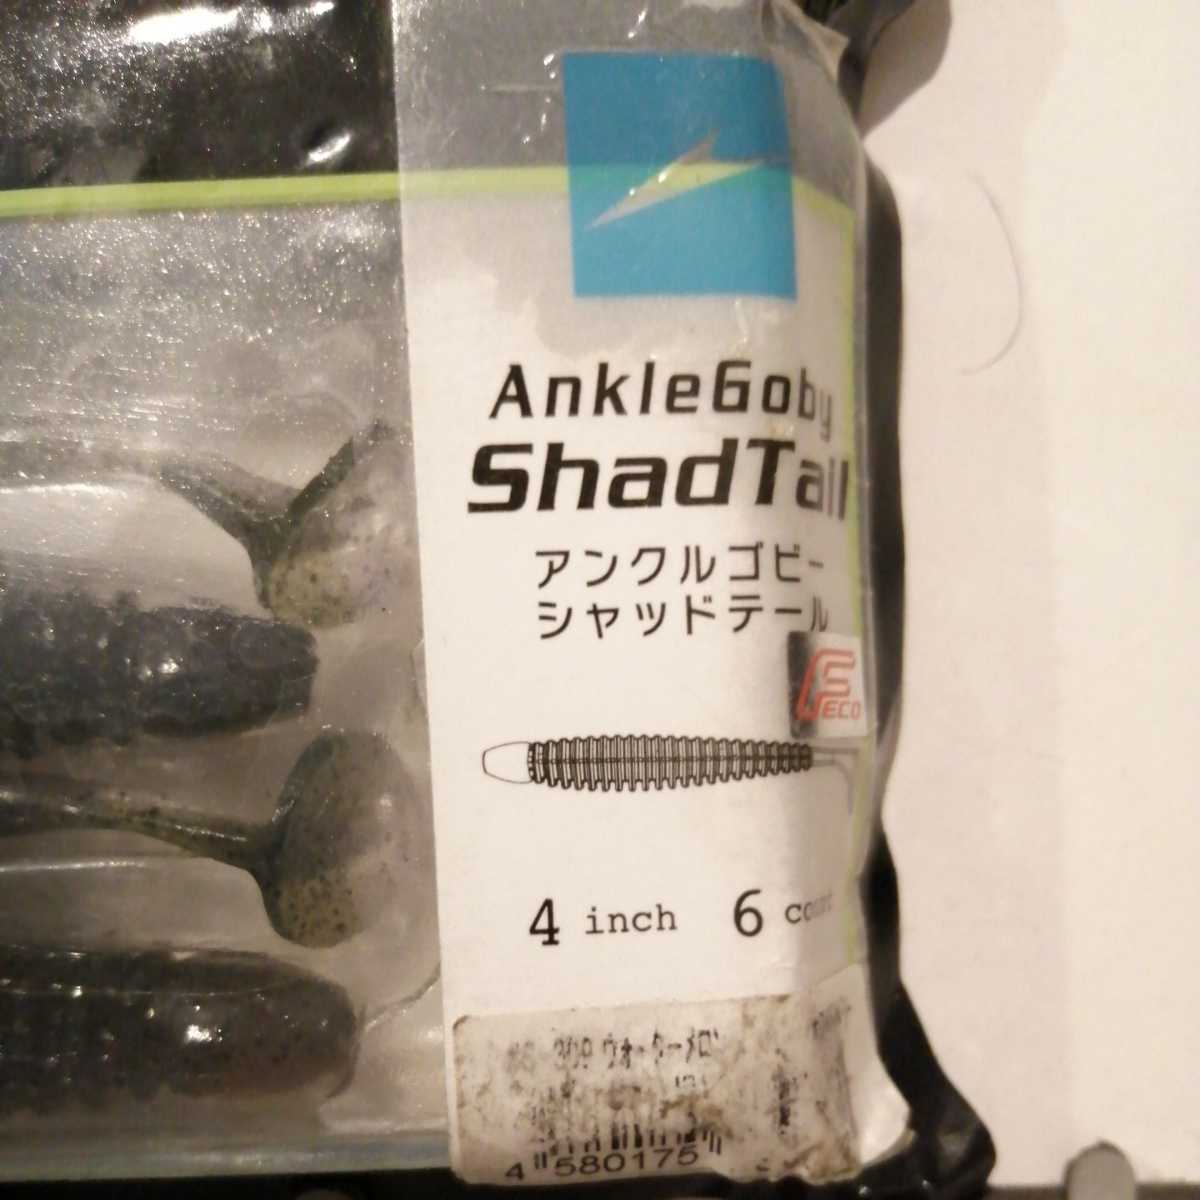 AnkleGoby
ShadTail
アンクルゴビー
シャッドテール
ECO
4 inch 6 count
ウォーターメロ
4 580175